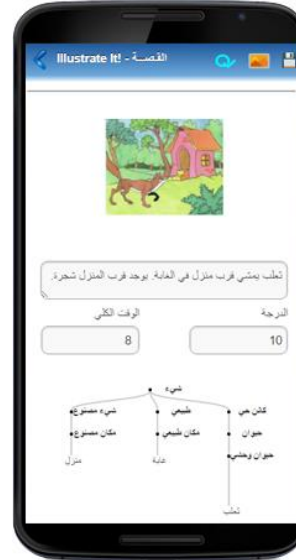 Illustrate It! - القصة
ثعلب يمشي قرب منزل في الغابة. يوجد قرب المنزل شجرة.
الدرجة الوقت الكلي
10 8
شيء
كائن حي طبيعي شيء مصنوع
حيوان مكان طبيعي مكان مصنوع
حيوان وحشي غابة منزل
ثعلب